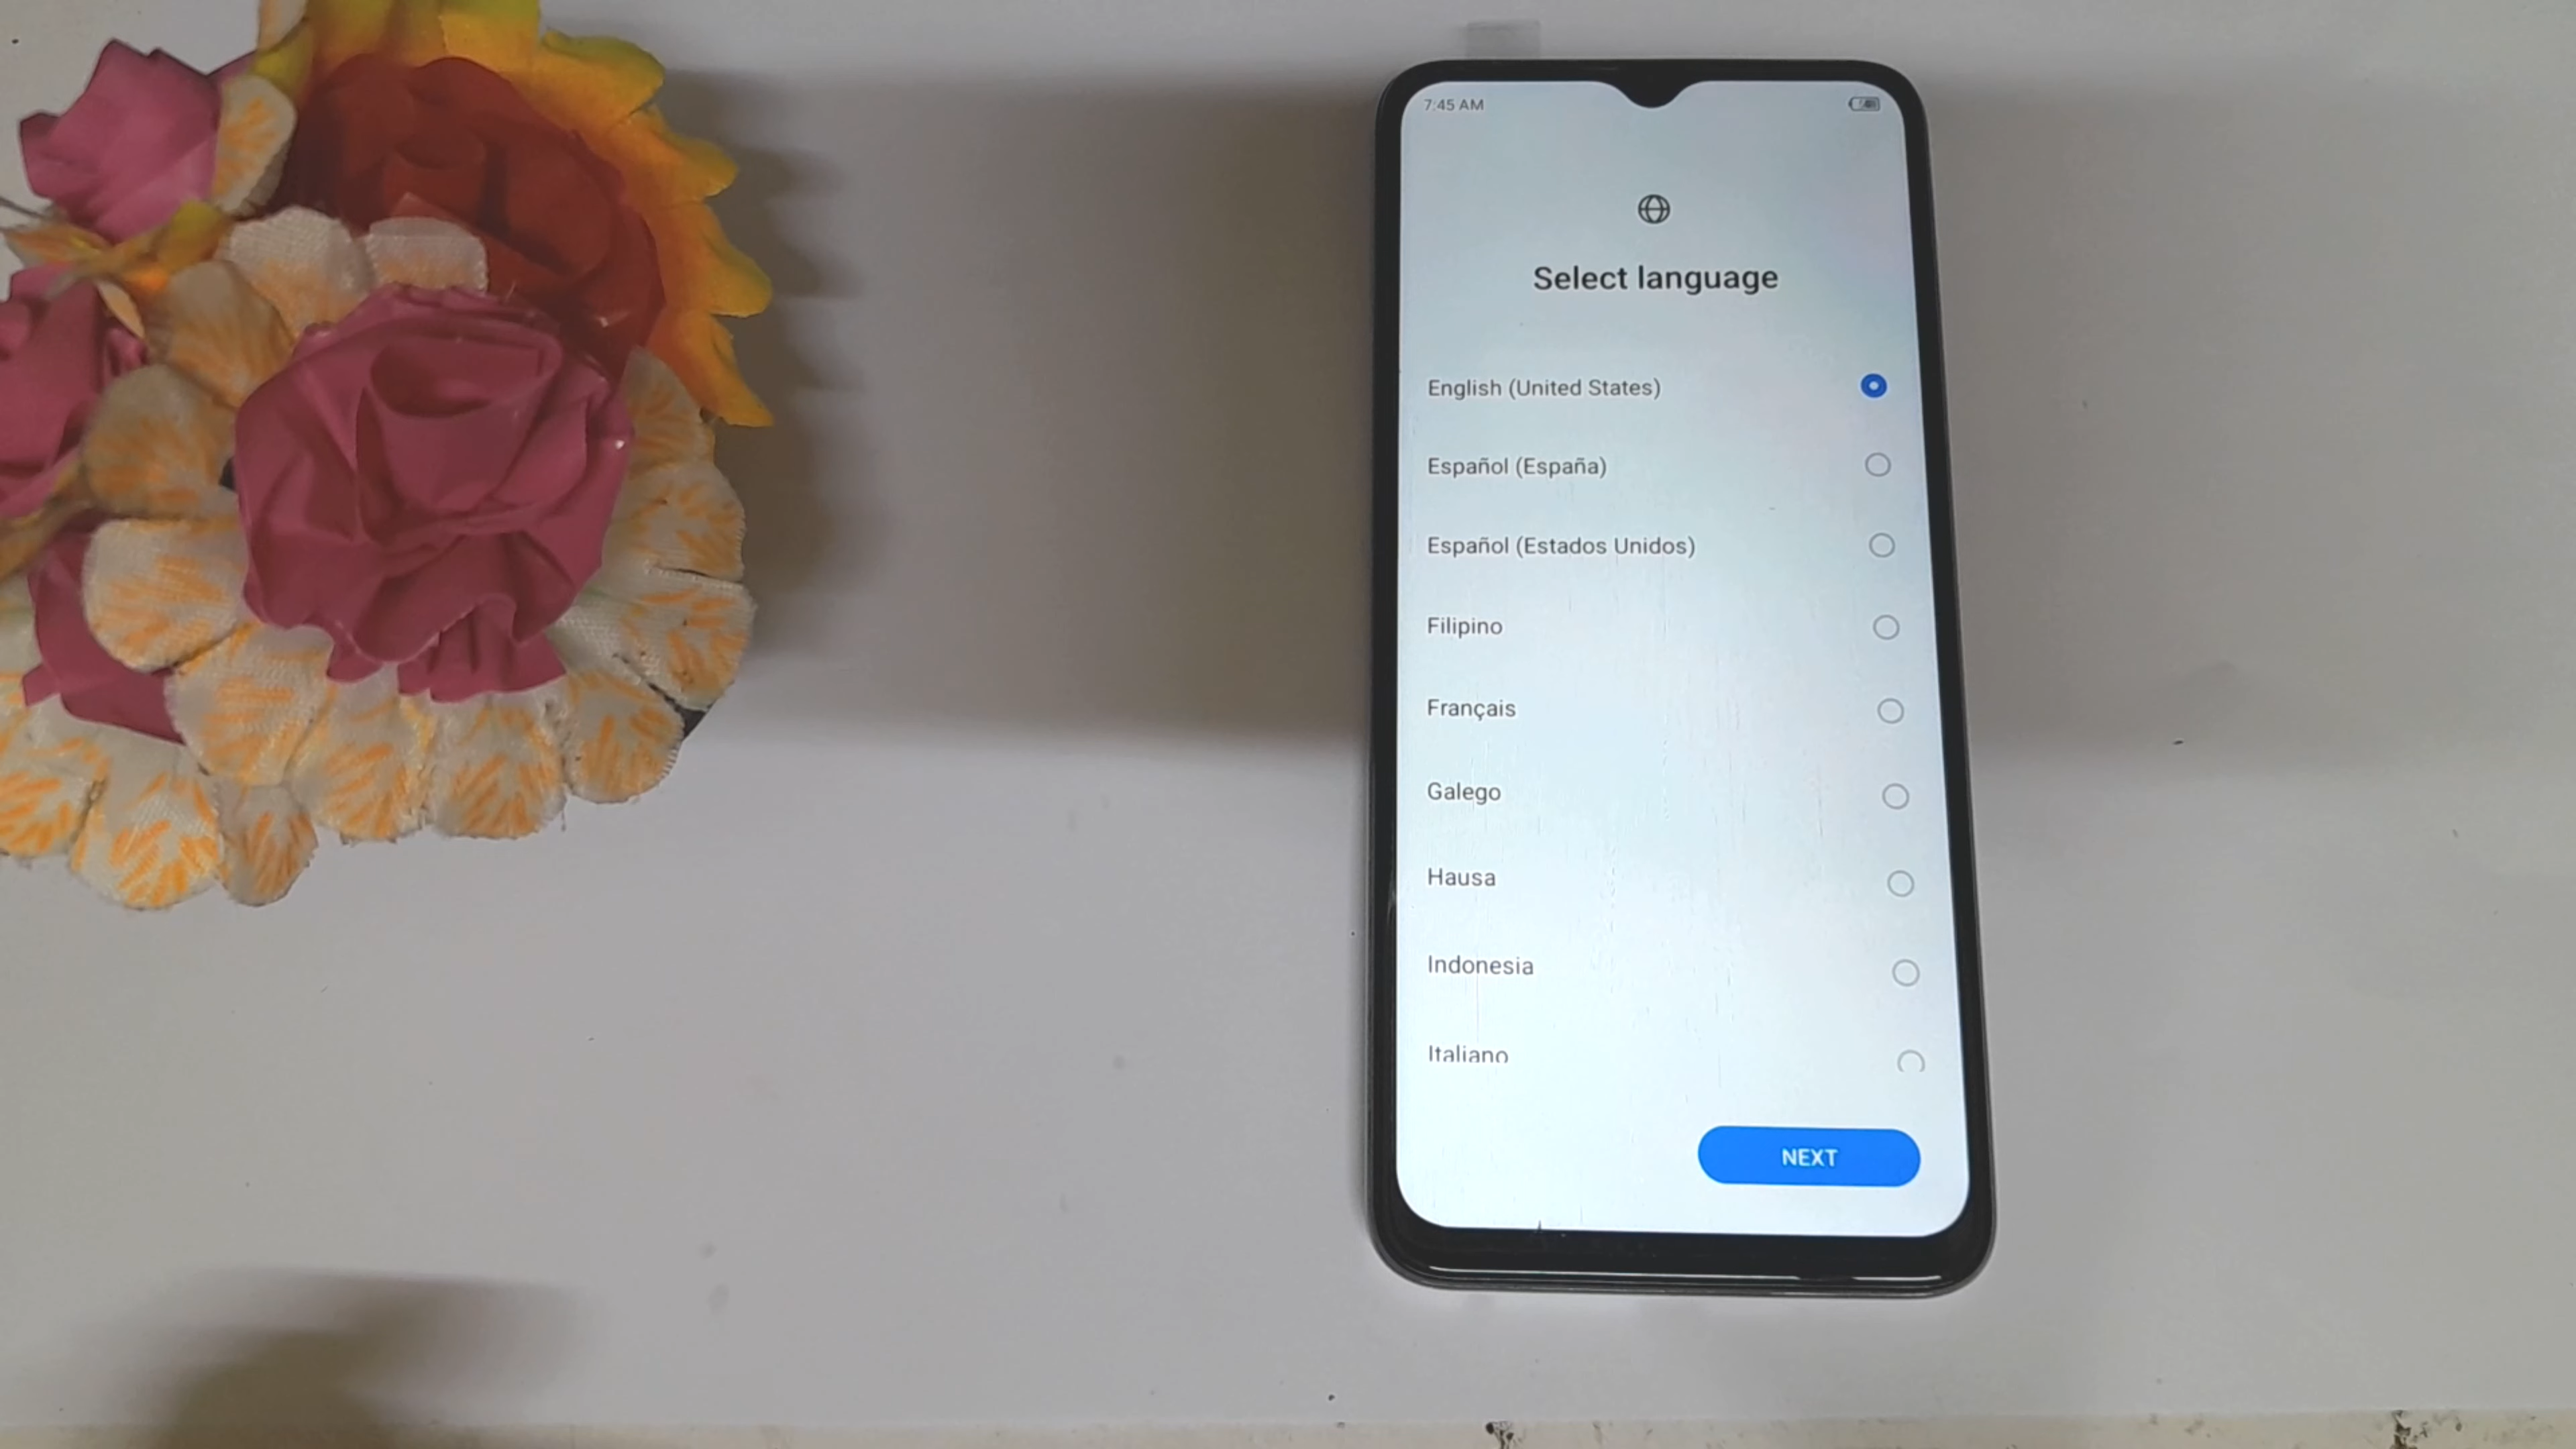 7:45 AM
Select language
English (United States)
Español (España)
Español (Estados Unidos)
Filipino
Français
Galego
Hausa
Indonesia
Italiano
NEXT